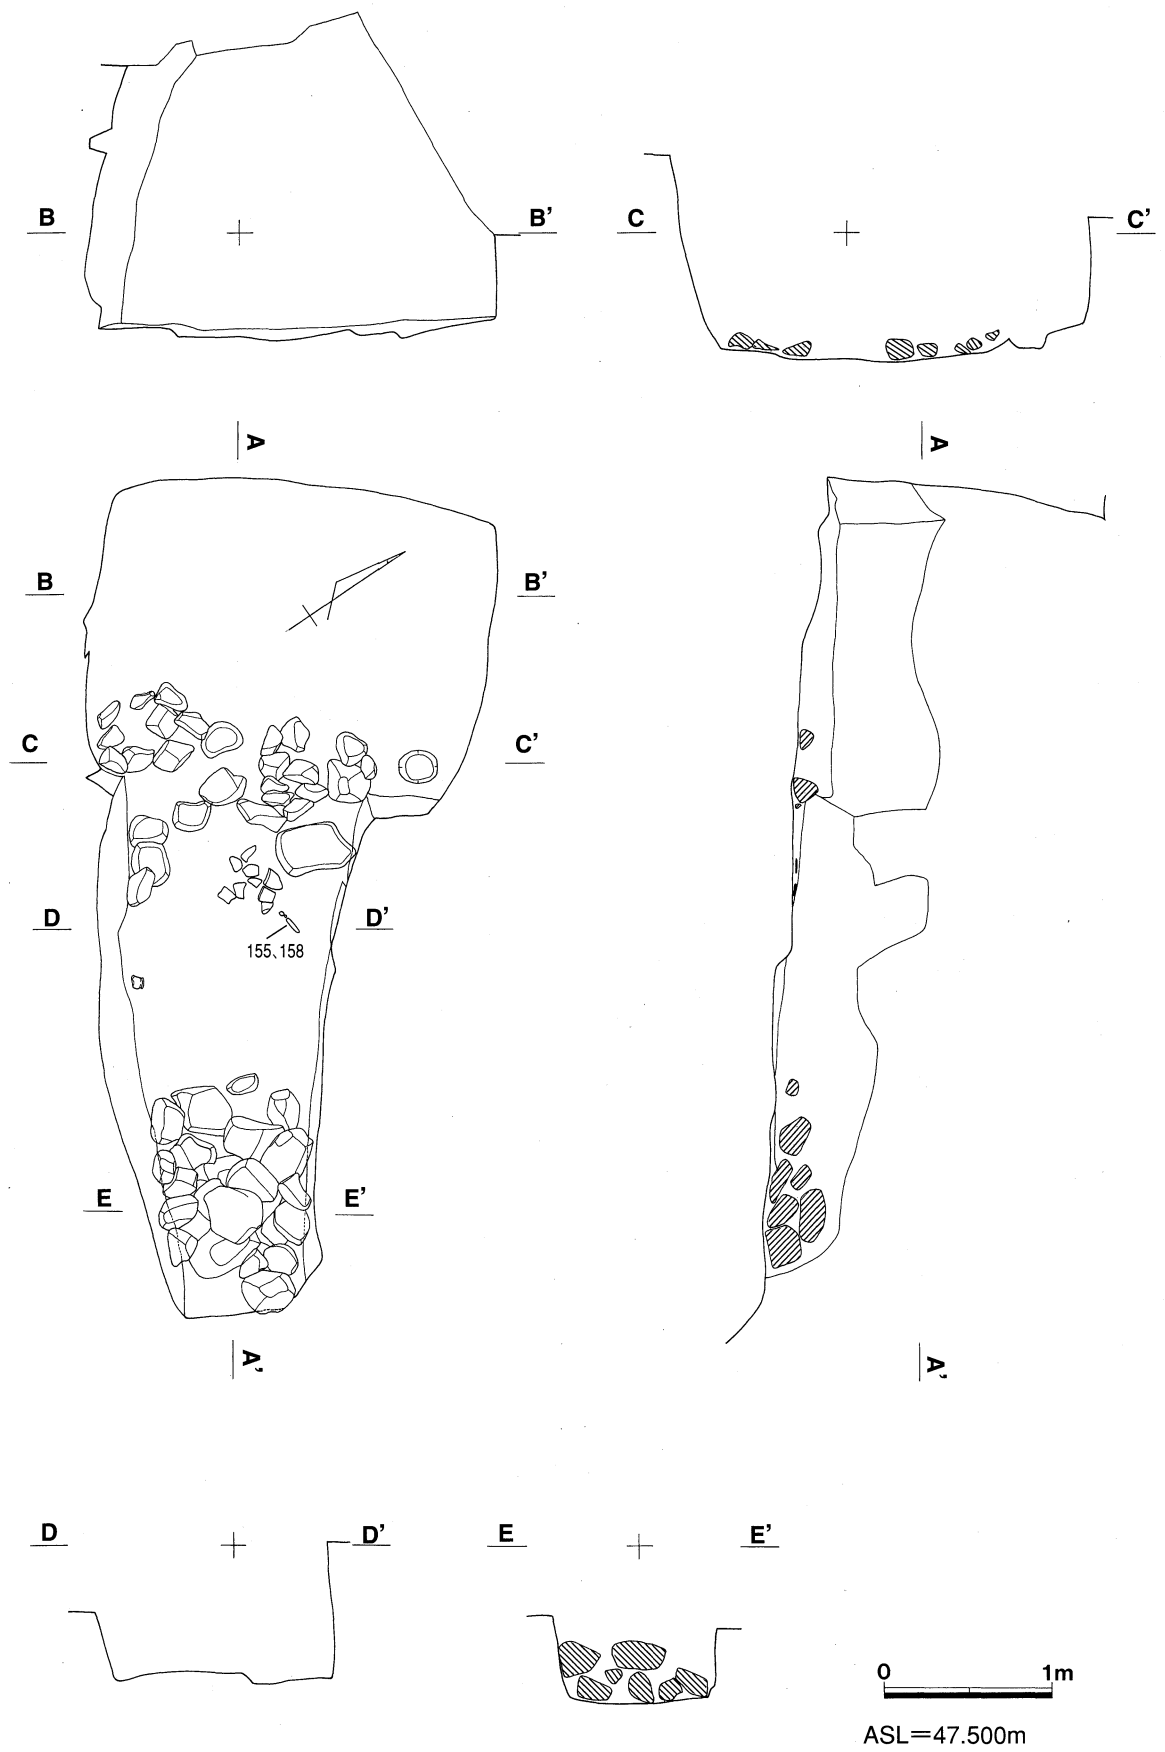 B B’ C C’
A A
B B’
C C’
D D’
155、158
E E’
A’ A’
D D’ E E’
0 1m
ASL＝47.500m